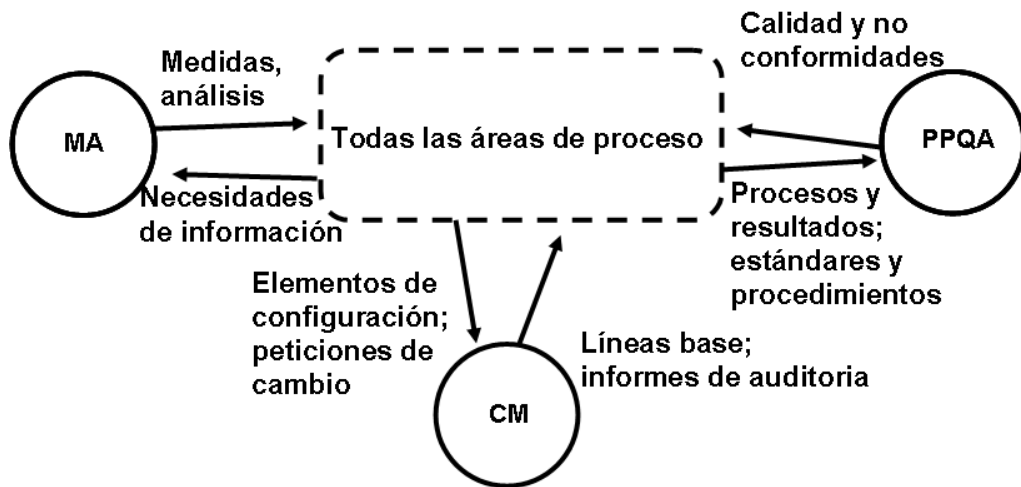 Calidad y no
conformidades
Medidas,
análisis
MA
Todas las áreas de proceso
PPQA
Necesidades
de información
Procesos y
resultados;
estándares y
procedimientos
Elementos de
configuración;
peticiones de
cambio
Líneas base;
informes de auditoria
CM